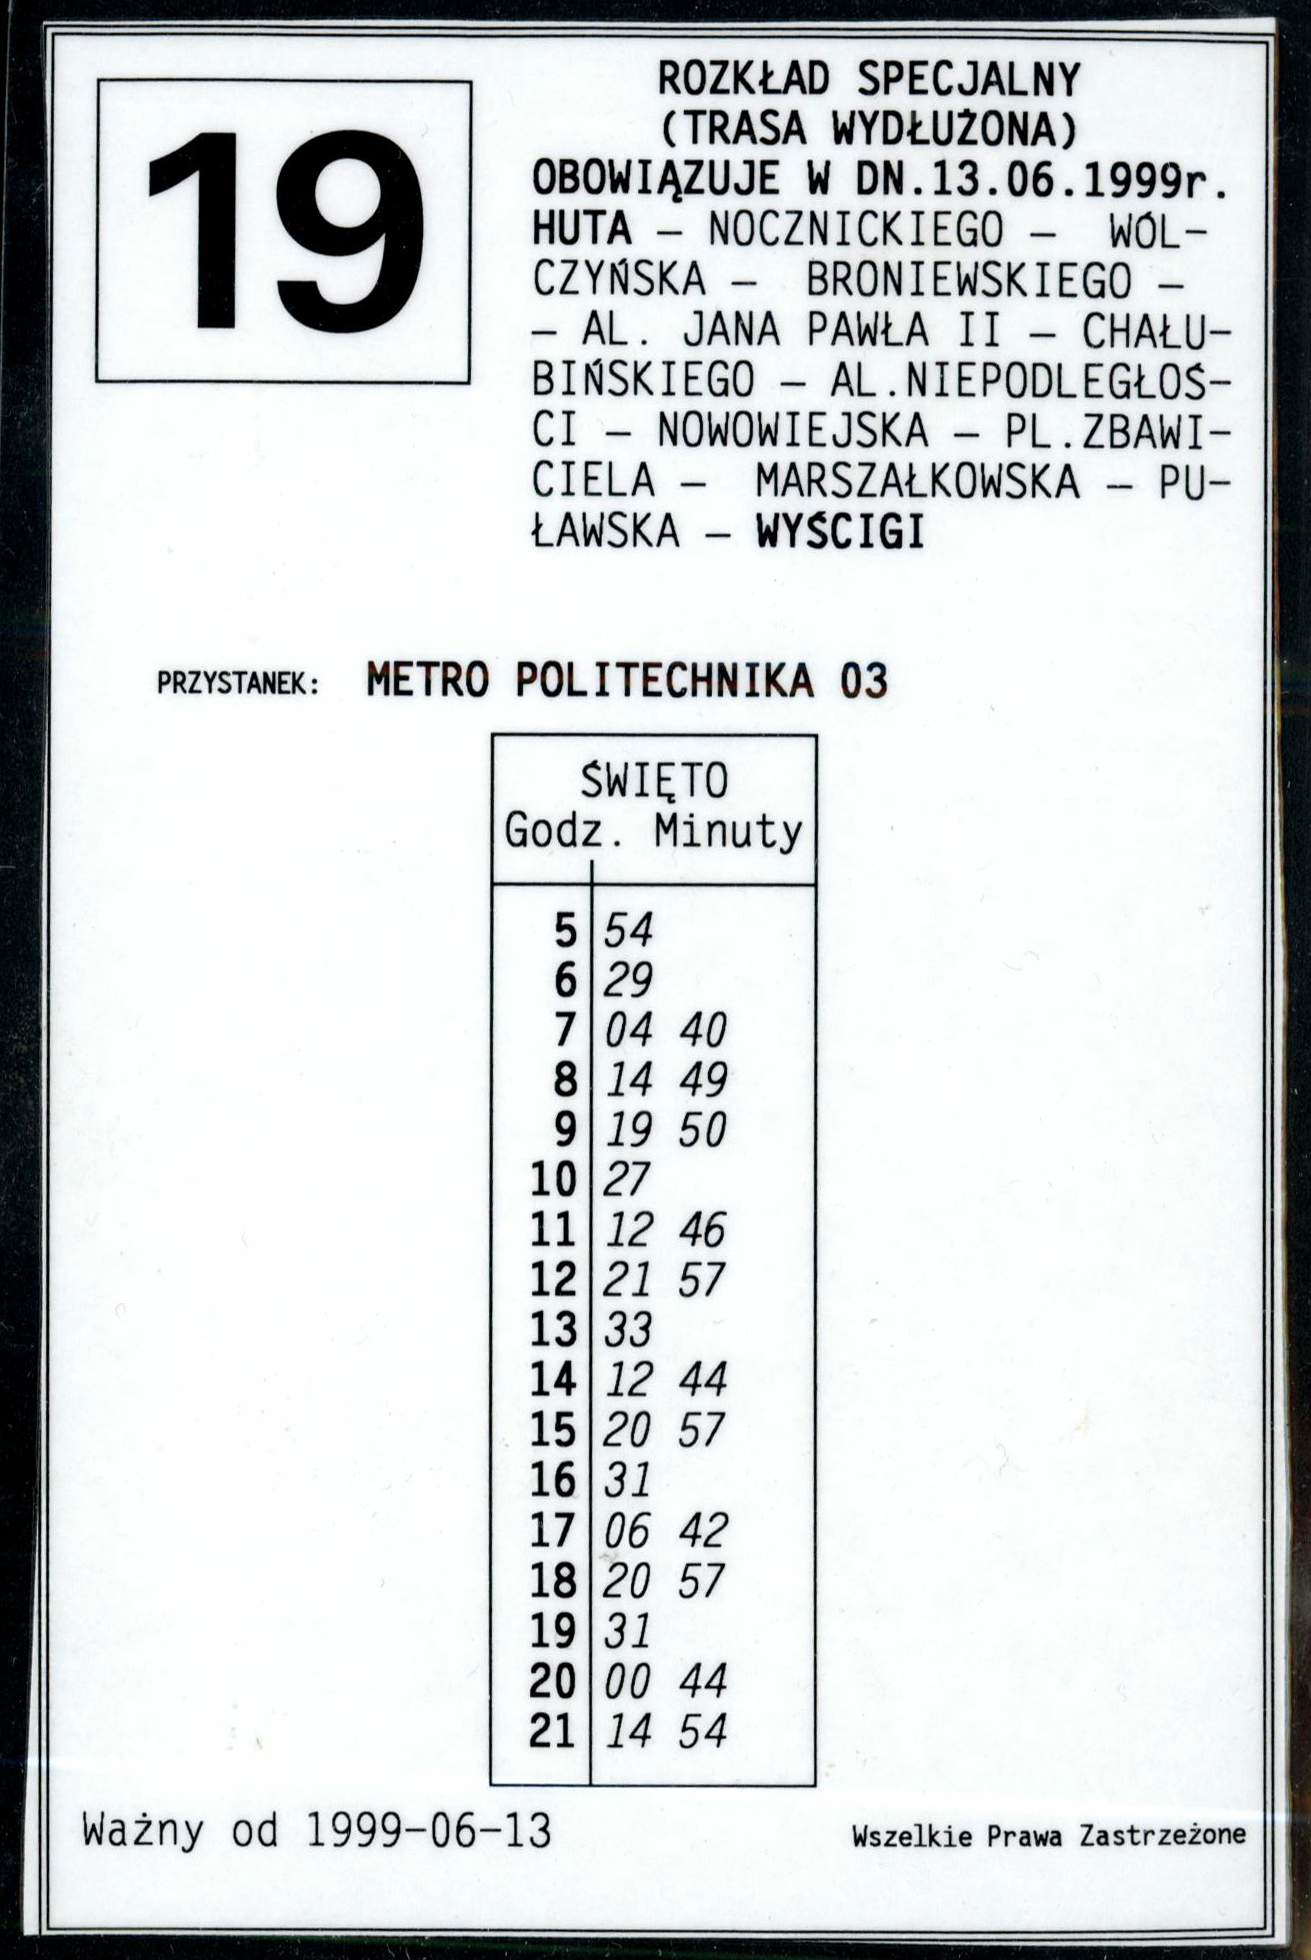 19
ROZKŁAD SPECJALNY
(TRASA WYDŁUŻONA)
OBOWIĄZUJE W DN.13.06.1999r.
HUTA – NOCZNICKIEGO – WÓL–
CZYŃSKA – BRONIEWSKIEGO –
– AL. JANA PAWŁA II – CHAŁU–
BIŃSKIEGO – AL.NIEPODLEGŁOŚ–
CI – NOWOWIEJSKA – PL.ZBAWI–
CIELA – MARSZAŁKOWSKA – PU–
ŁAWSKA – WYŚCIGI
PRZYSTANEK: METRO POLITECHNIKA 03
ŚWIĘTO
Godz. Minuty
5 54
6 29
7 04 40
8 14 49
9 19 50
10 27
11 12 46
12 21 57
13 33
14 12 44
15 20 57
16 31
17 06 42
18 20 57
19 31
20 00 44
21 14 54
Ważny od 1999–06–13
Wszelkie Prawa Zastrzeżone